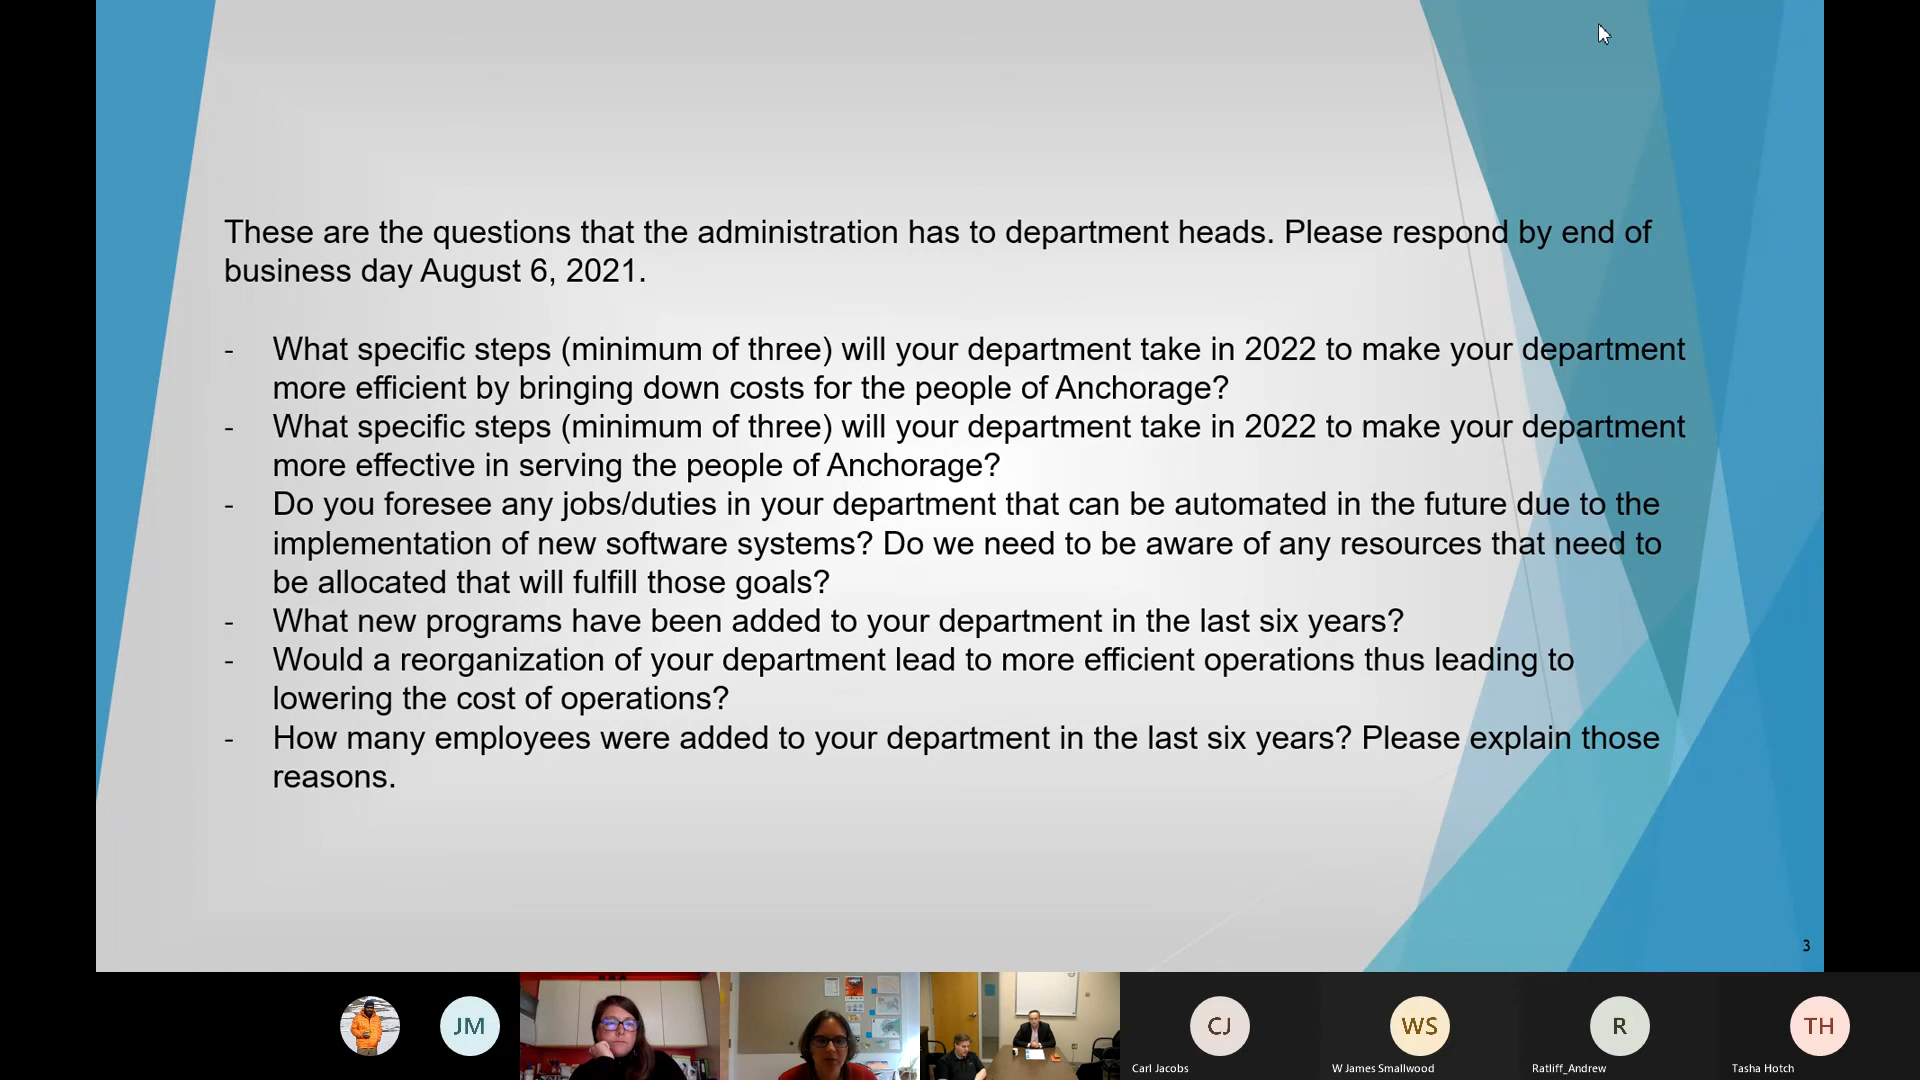 These are the questions that the administration has to department heads. Please respond by end of
business day August 6, 2021.
- What specific steps (minimum of three) will your department take in 2022 to make your department
more efficient by bringing down costs for the people of Anchorage?
- What specific steps (minimum of three) will your department take in 2022 to make your department
more effective in serving the people of Anchorage?
- Do you foresee any jobs/duties in your department that can be automated in the future due to the
implementation of new software systems? Do we need to be aware of any resources that need to
be allocated that will fulfill those goals?
- What new programs have been added to your department in the last six years?
- Would a reorganization of your department lead to more efficient operations thus leading to
lowering the cost of operations?
- How many employees were added to your department in the last six years? Please explain those
reasons.
3
JM
CJ
WS
R
TH
Carl Jacobs
W James Smallwood
Ratliff_Andrew
Tasha Hotch